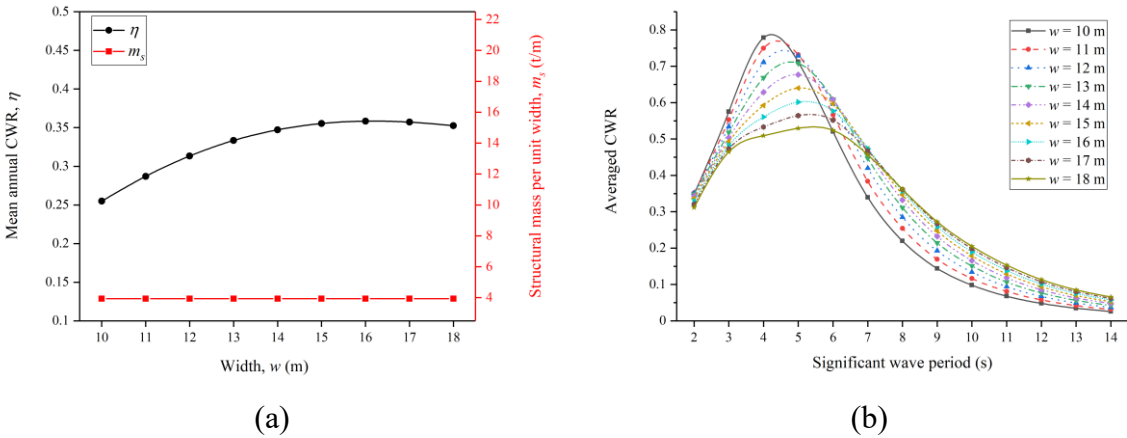 0.5
0.45
0.4
0.35
0.3
0.25
0.2
0.15
0.1
Mean annual CWR, η
η
mₛ
22
20
18
16
14
12
10
8
6
4
Structural mass per unit width, mₛ (t/m)
10 11 12 13 14 15 16 17 18
Width, w (m)
(a)
0.8
0.7
0.6
0.5
0.4
0.3
0.2
0.1
0
Averaged CWR
w = 10 m
w = 11 m
w = 12 m
w = 13 m
w = 14 m
w = 15 m
w = 16 m
w = 17 m
w = 18 m
2 3 4 5 6 7 8 9 10 11 12 13 14
Significant wave period (s)
(b)